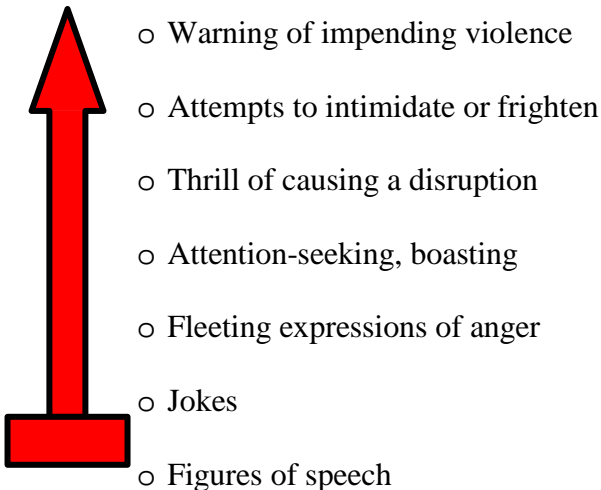 o Warning of impending violence
o Attempts to intimidate or frighten
o Thrill of causing a disruption
o Attention-seeking, boasting
o Fleeting expressions of anger
o Jokes
o Figures of speech